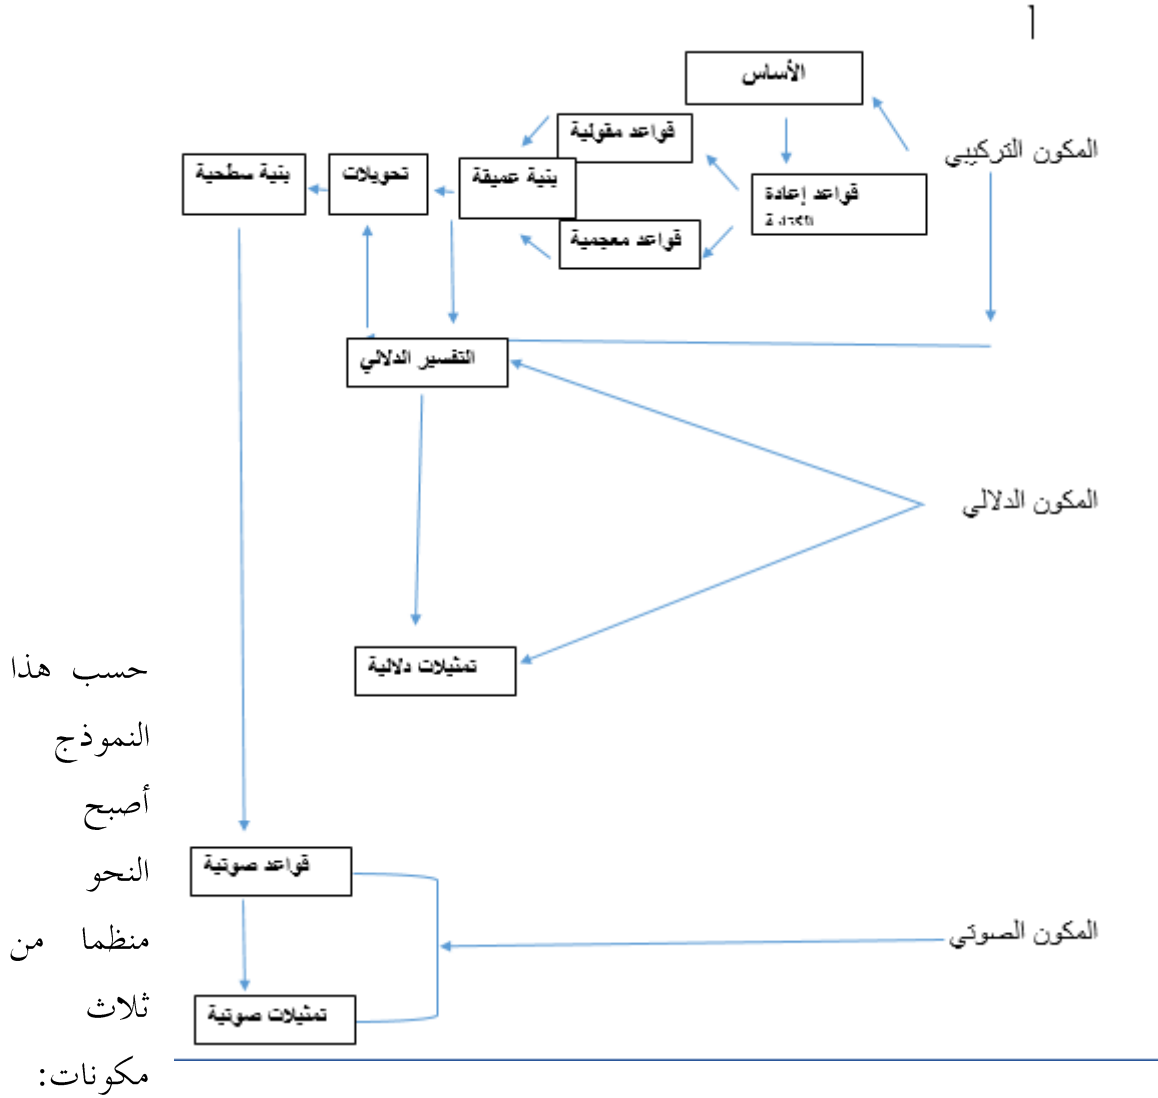 أ
الأساس
قواعد مقولية
المكون التركيبي
بنية سطحية
تحويلات
بنية عميقة
قواعد إعادة
قواعد معجمية
التفسير الدلالي
المكون الدلالي
تمثيلات دلالية
حسب هذا
النموذج
أصبح
النحو
منظما من
ثلاث
مكونات:
قواعد صوتية
المكون الصوتي
تمثيلات صوتية